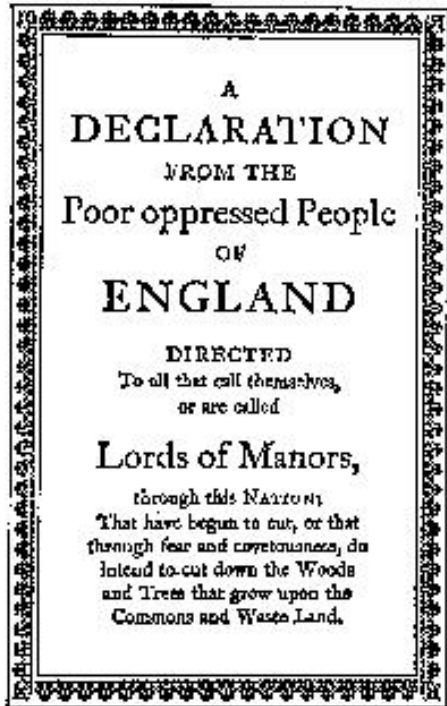 A
DECLARATION
FROM THE
Poor oppressed People
OF
ENGLAND
DIRECTED
To all that call themselves,
or are called
Lords of Manors,
through this NATION;
That have begun to cut, or that
through fear and covetousness, do
intend to cut down the Woods
and Trees that grow upon the
Commons and Waste Land.